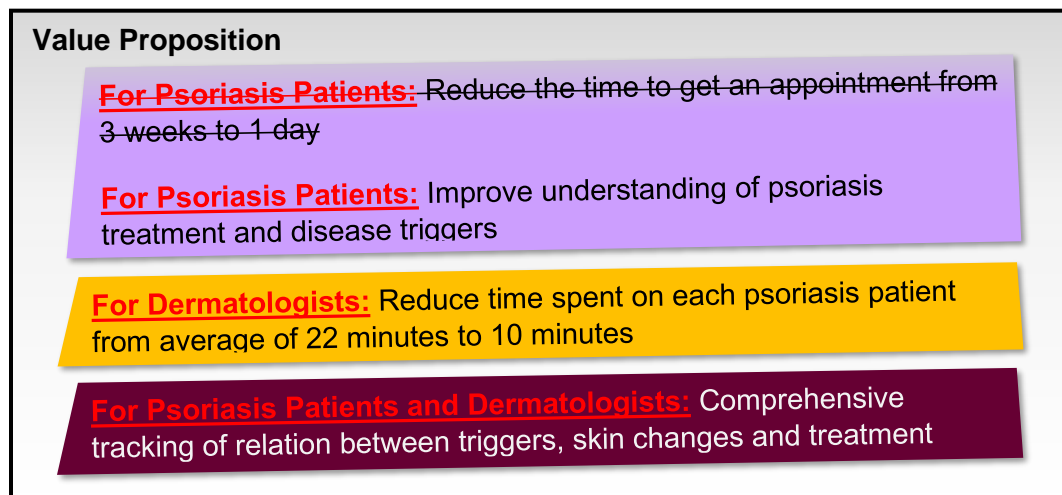 Value Proposition
For Psoriasis Patients: Reduce the time to get an appointment from
3 weeks to 1 day
For Psoriasis Patients: Improve understanding of psoriasis
treatment and disease triggers
For Dermatologists: Reduce time spent on each psoriasis patient
from average of 22 minutes to 10 minutes
For Psoriasis Patients and Dermatologists: Comprehensive
tracking of relation between triggers, skin changes and treatment